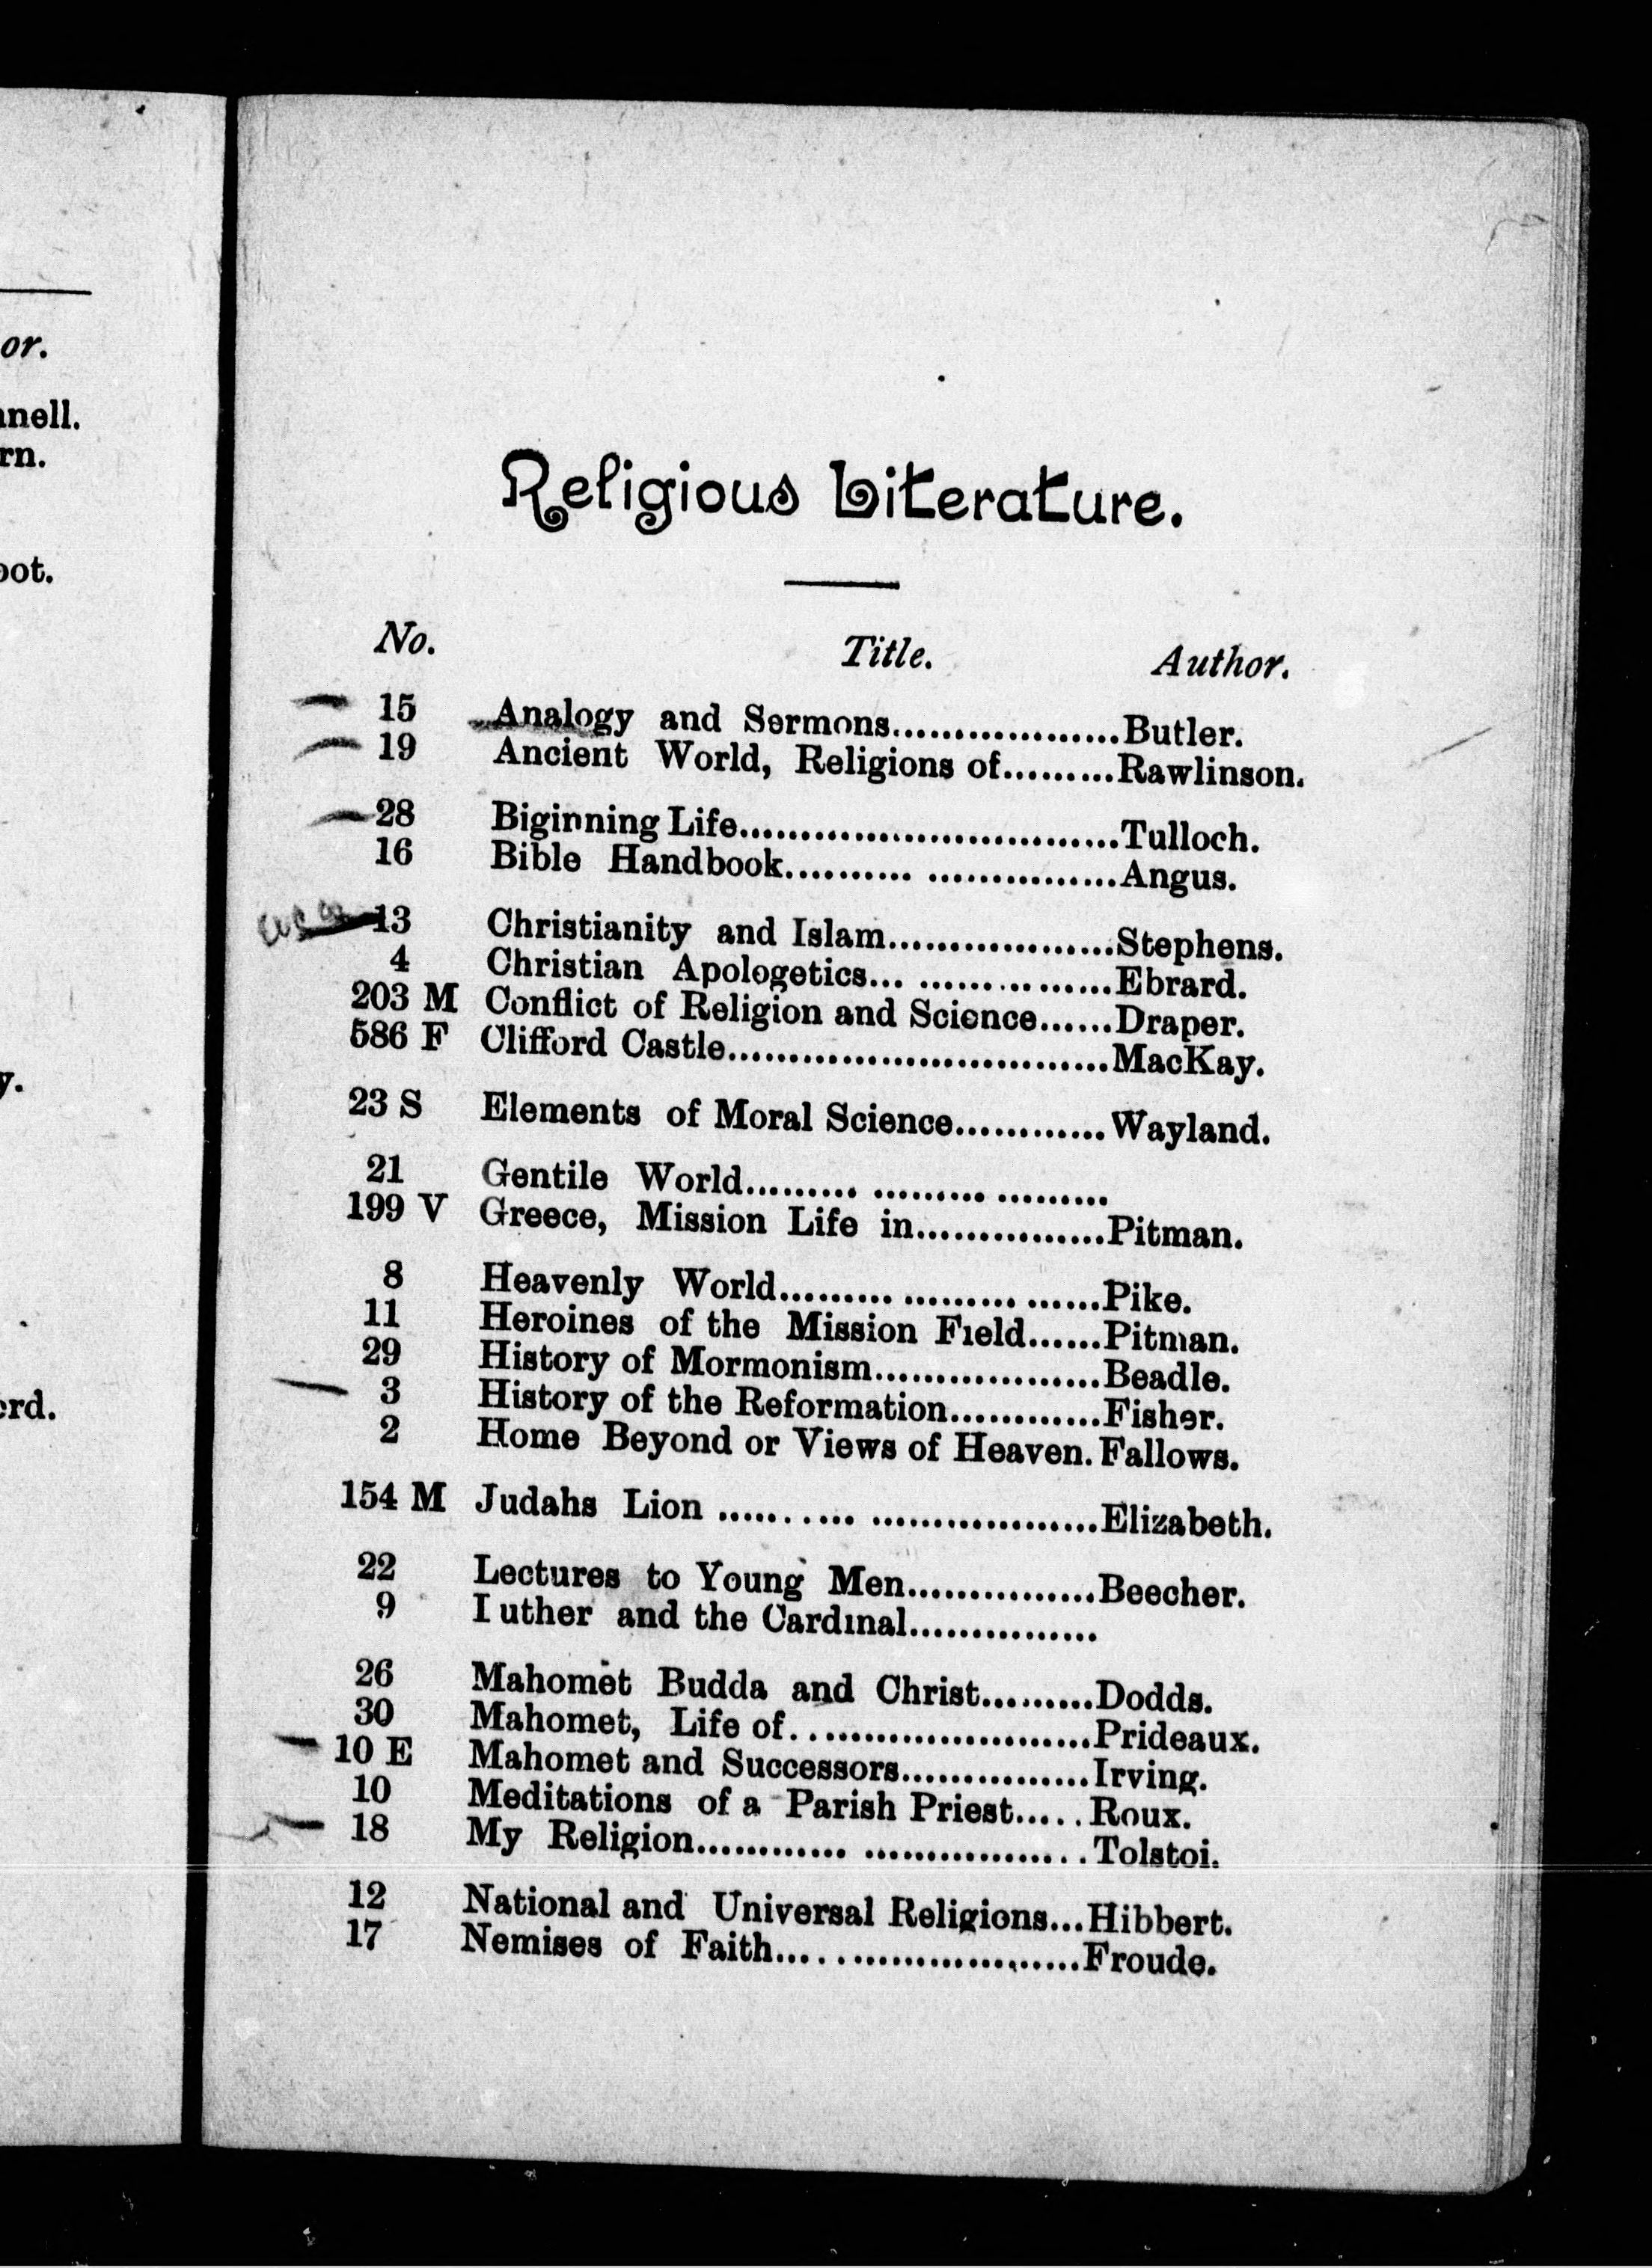 or.
nell.
rn.
oot.
y.
erd.
Religious Literature.
No. Title. Author.
15 Analogy and Sermons...................Butler.
19 Ancient World, Religions of.........Rawlinson.
28 Biginning Life...............................Tulloch.
16 Bible Handbook.......... ...............Angus.
13 Christianity and Islam..................Stephens.
4 Christian Apologetics... ................Ebrard.
203 M Conflict of Religion and Science......Draper.
586 F Clifford Castle...............................MacKay.
23 S Elements of Moral Science............Wayland.
21 Gentile World......... ......... .........
199 V Greece, Mission Life in...............Pitman.
8 Heavenly World......... ......... ......Pike.
11 Heroines of the Mission Field......Pitman.
29 History of Mormonism..................Beadle.
3 History of the Reformation............Fisher.
2 Home Beyond or Views of Heaven. Fallows.
154 M Judahs Lion .......... ..................Elizabeth.
22 Lectures to Young Men...............Beecher.
9 Luther and the Cardinal...............
26 Mahomet Budda and Christ.........Dodds.
30 Mahomet, Life of........................Prideaux.
10 E Mahomet and Successors...............Irving.
10 Meditations of a Parish Priest.....Roux.
18 My Religion............ ..................Tolstoi.
12 National and Universal Religions...Hibbert.
17 Nemises of Faith........................Froude.